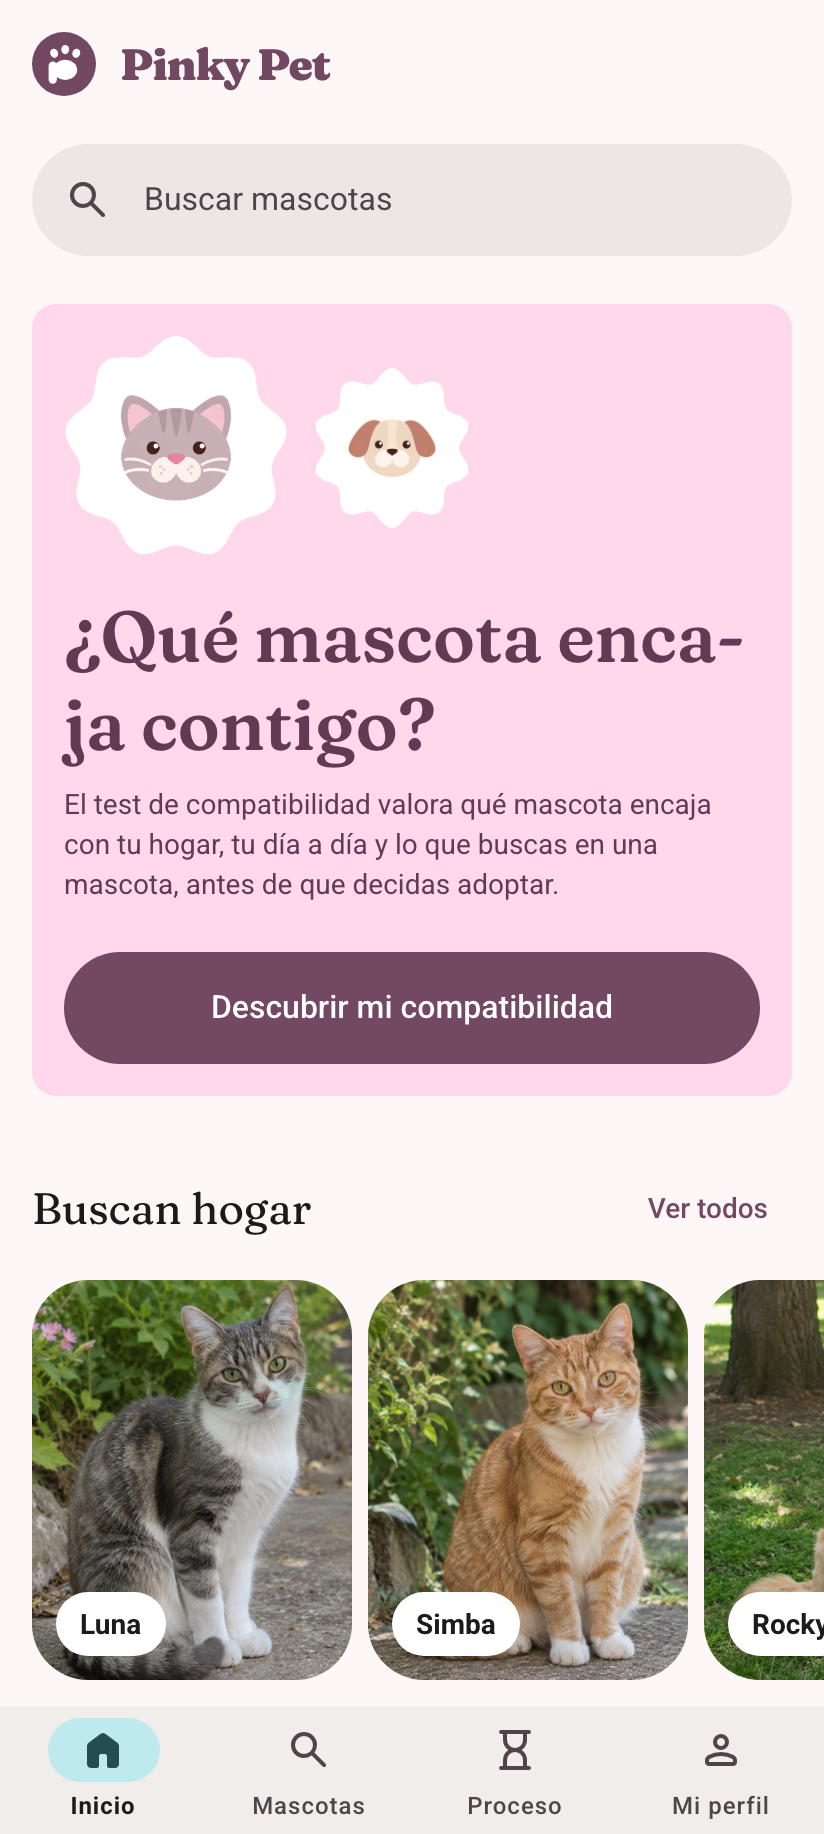 Pinky Pet
Buscar mascotas
¿Qué mascota enca-
ja contigo?
El test de compatibilidad valora qué mascota encaja
con tu hogar, tu día a día y lo que buscas en una
mascota, antes de que decidas adoptar.
Descubrir mi compatibilidad
Buscan hogar
Ver todos
Luna
Simba
Rocky
Inicio
Mascotas
Proceso
Mi perfil